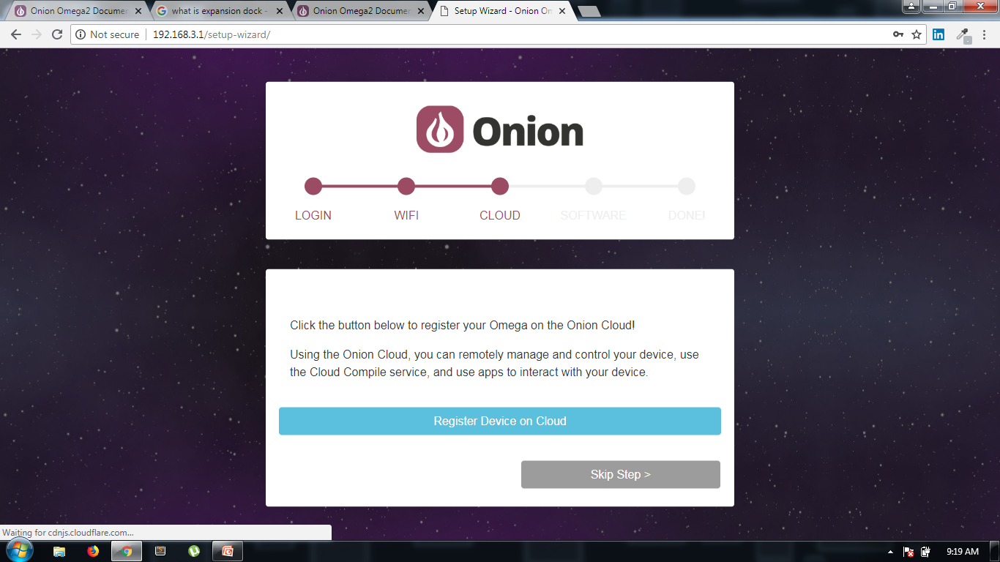 Onion Omega2 Documen
what is expansion dock -
Onion Omega2 Documen
Setup Wizard - Onion Om
Not secure
192.168.3.1/setup-wizard/
in
Onion
LOGIN
WIFI
CLOUD
SOFTWARE
DONE!
Click the button below to register your Omega on the Onion Cloud!
Using the Onion Cloud, you can remotely manage and control your device, use
the Cloud Compile service, and use apps to interact with your device.
Register Device on Cloud
Skip Step >
Waiting for cdnjs.cloudflare.com...
9:19 AM